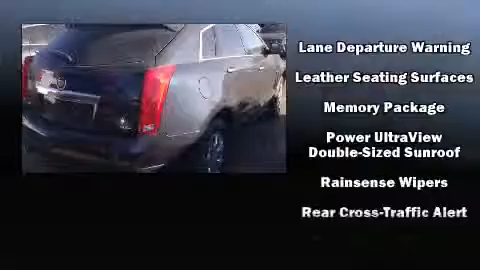 Lane Departure Warning
Leather Seating Surfaces
Memory Package
Power UltraView
Double-Sized Sunroof
Rainsense Wipers
Rear Cross-Traffic Alert